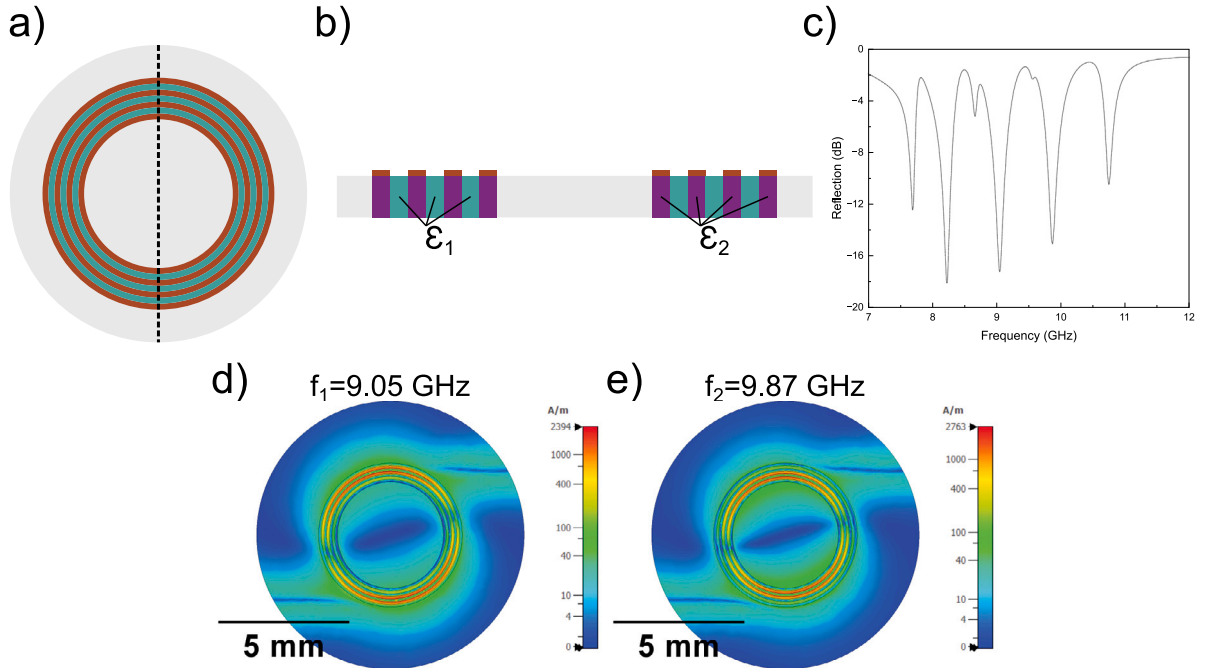 a)
b)
c)
ε1
ε2
0
−4
−8
−12
−16
−20
Reflection (dB)
7
8
9
10
11
12
Frequency (GHz)
d)
f1=9.05 GHz
A/m
2394
1000
400
100
40
10
4
0
5 mm
e)
f2=9.87 GHz
A/m
2763
1000
400
100
40
10
4
0
5 mm